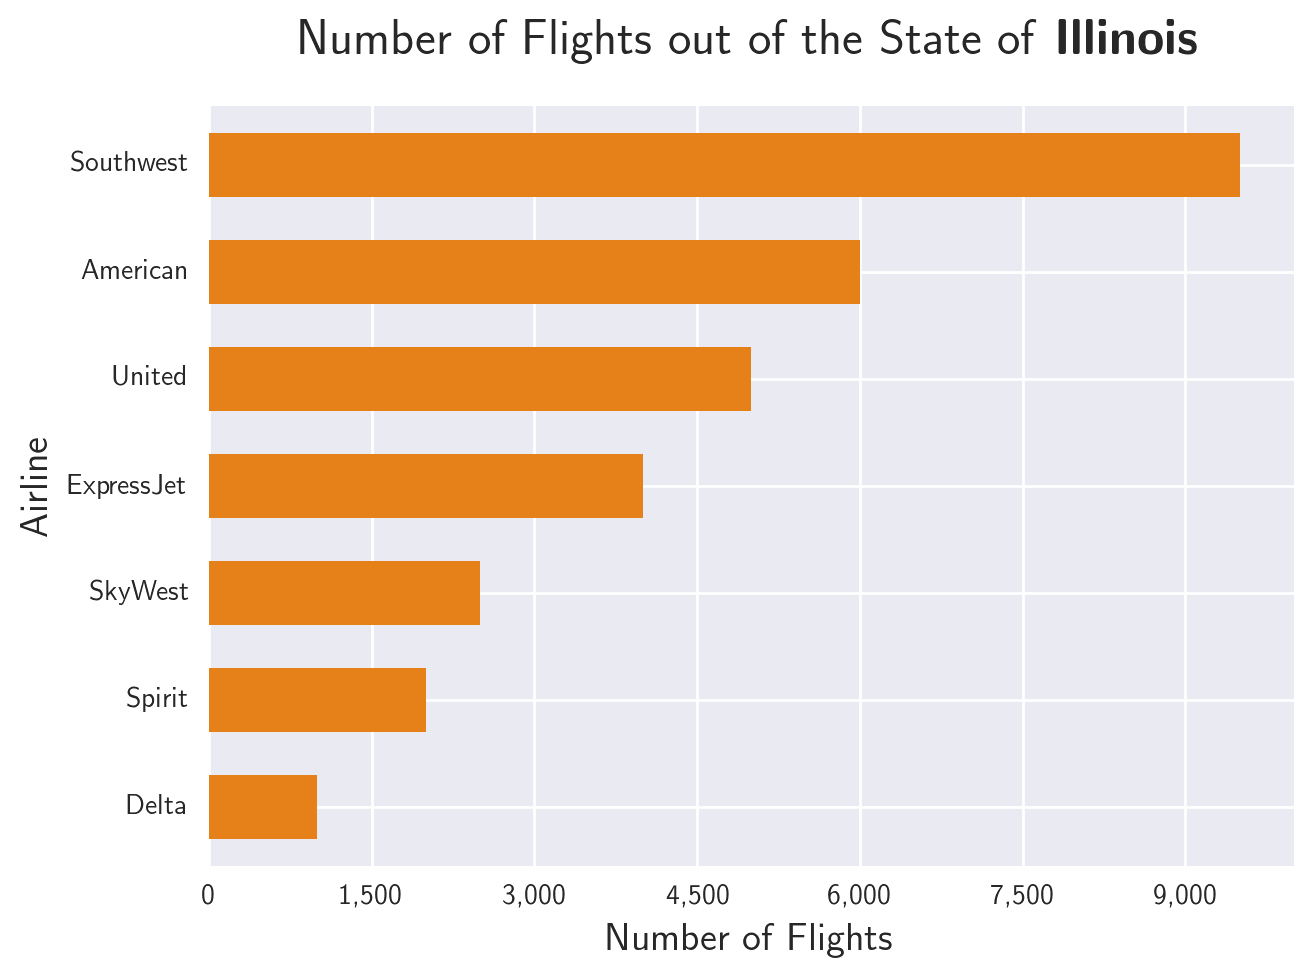 Number of Flights out of the State of Illinois
Southwest
American
United
ExpressJet
SkyWest
Spirit
Delta
Airline
0 1,500 3,000 4,500 6,000 7,500 9,000
Number of Flights